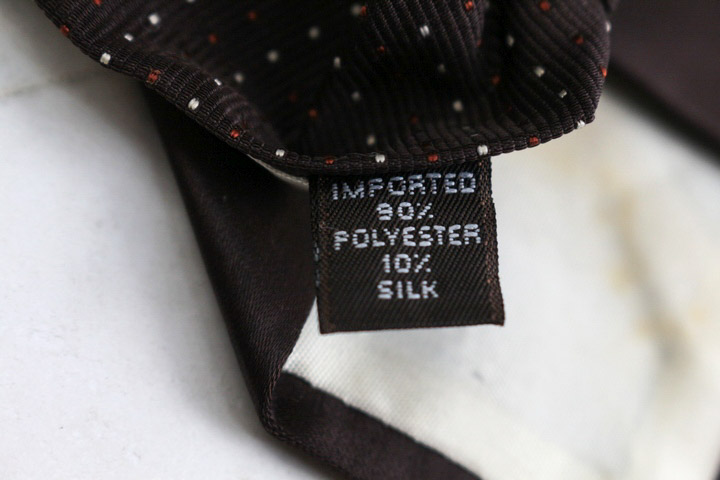 IMPORTED
90%
POLYESTER
10%
SILK